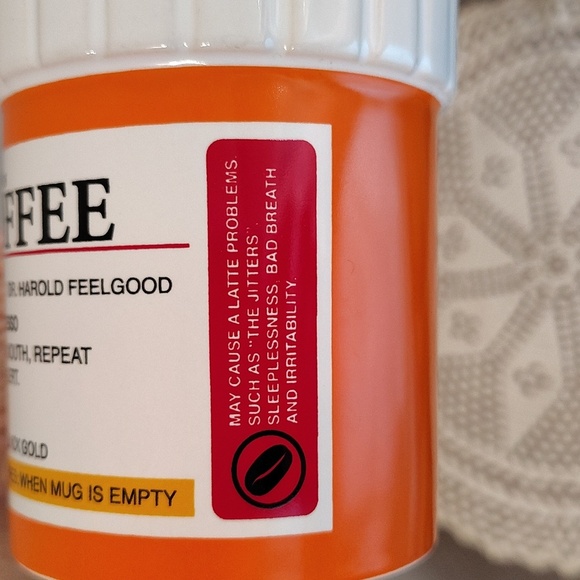 FFEE
DR. HAROLD FEELGOOD
OUTH, REPEAT
GOLD
WHEN MUG IS EMPTY
MAY CAUSE A LATTE PROBLEMS.
SUCH AS "THE JITTERS".
SLEEPLESSNESS. BAD BREATH
AND IRRITABILITY.